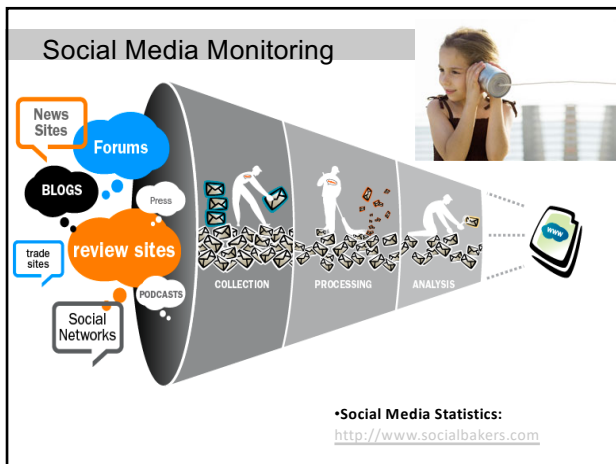 Social Media Monitoring
News
Sites
Forums
BLOGS
Press
review sites
trade
sites
PODCASTS
Social
Networks
COLLECTION
PROCESSING
ANALYSIS
www
•Social Media Statistics:
http://www.socialbakers.com